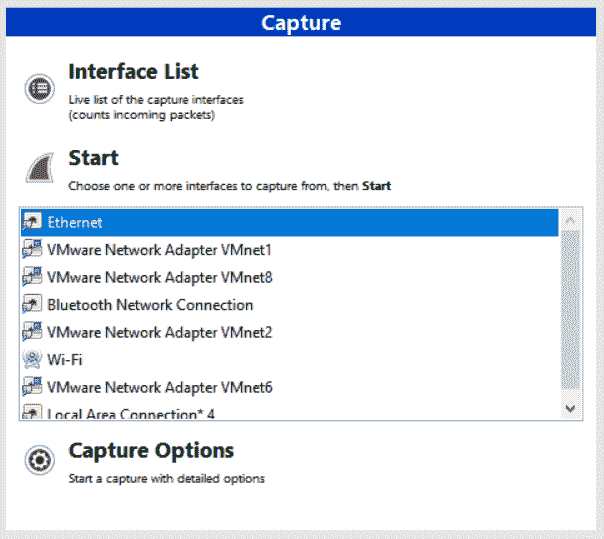 Capture
Interface List
Live list of the capture interfaces
(counts incoming packets)
Start
Choose one or more interfaces to capture from, then Start
Ethernet
VMware Network Adapter VMnet1
VMware Network Adapter VMnet8
Bluetooth Network Connection
VMware Network Adapter VMnet2
Wi-Fi
VMware Network Adapter VMnet6
Local Area Connection* 4
Capture Options
Start a capture with detailed options